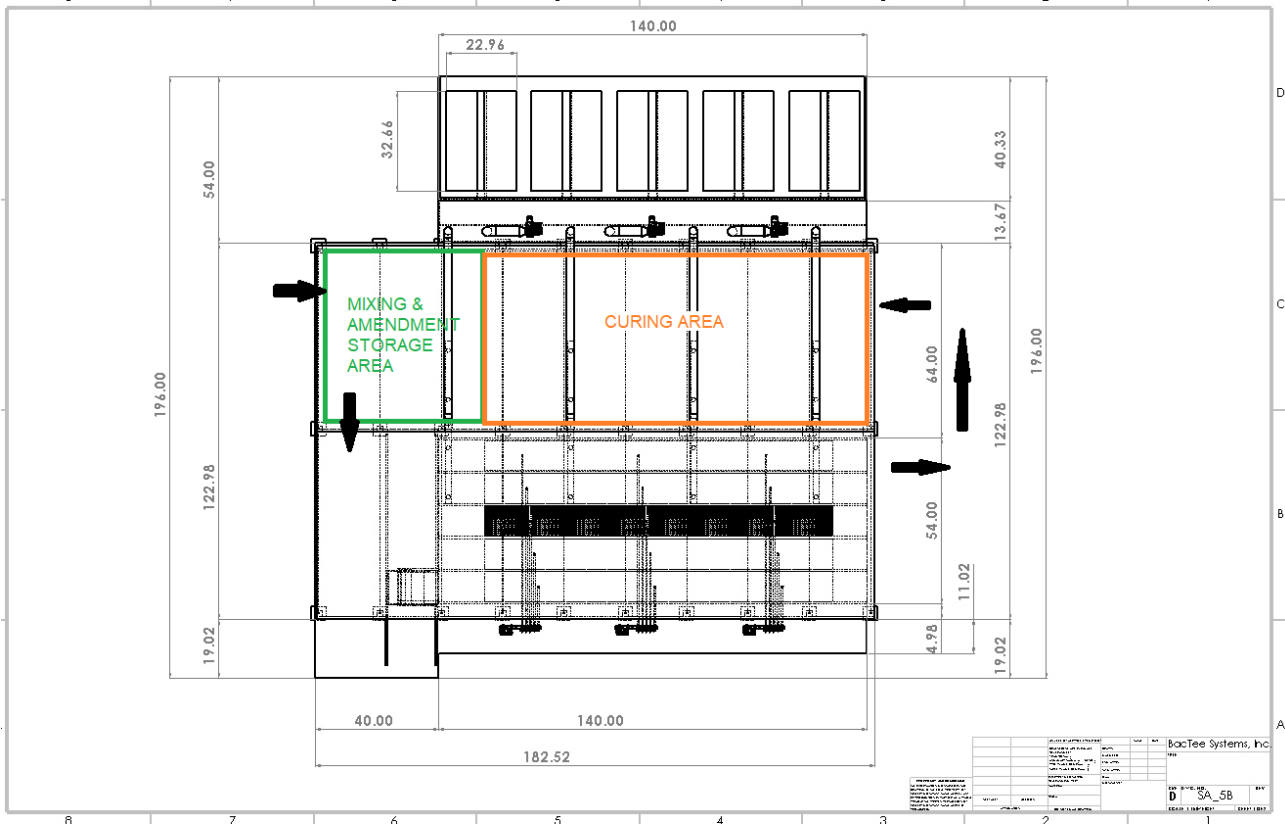 140.00
22.96
32.66
54.00
40.33
13.67
D
MIXING &
AMENDMENT
STORAGE
AREA
CURING AREA
C
196.00
64.00
196.00
122.98
122.98
54.00
B
11.02
4.98
19.02
19.02
40.00
140.00
182.52
A
BacTee Systems, Inc.
D
SA_5B
8
7
6
5
4
3
2
1